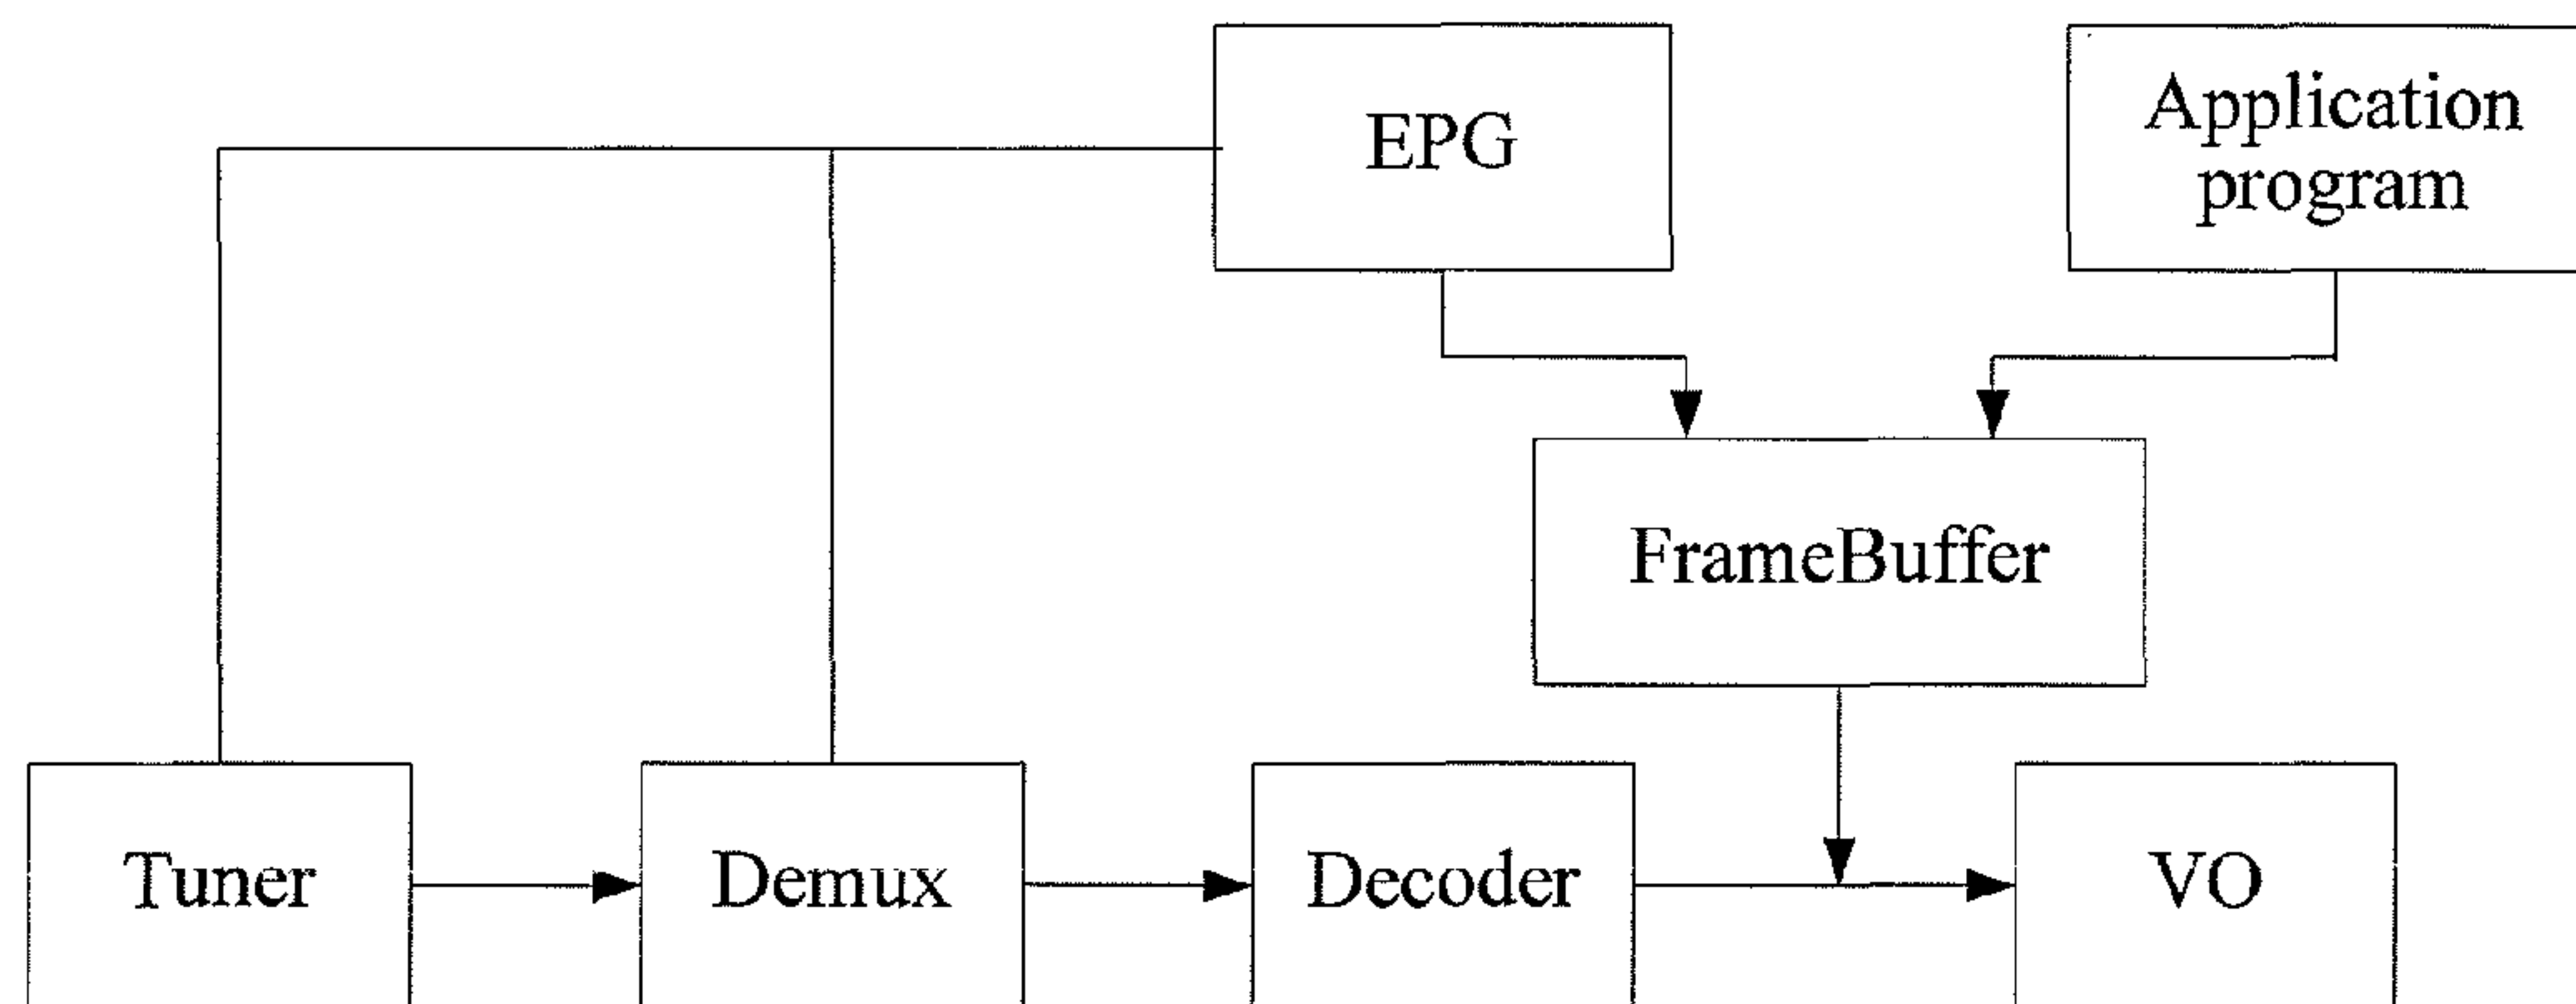 EPG
Application
program
FrameBuffer
Tuner
Demux
Decoder
VO